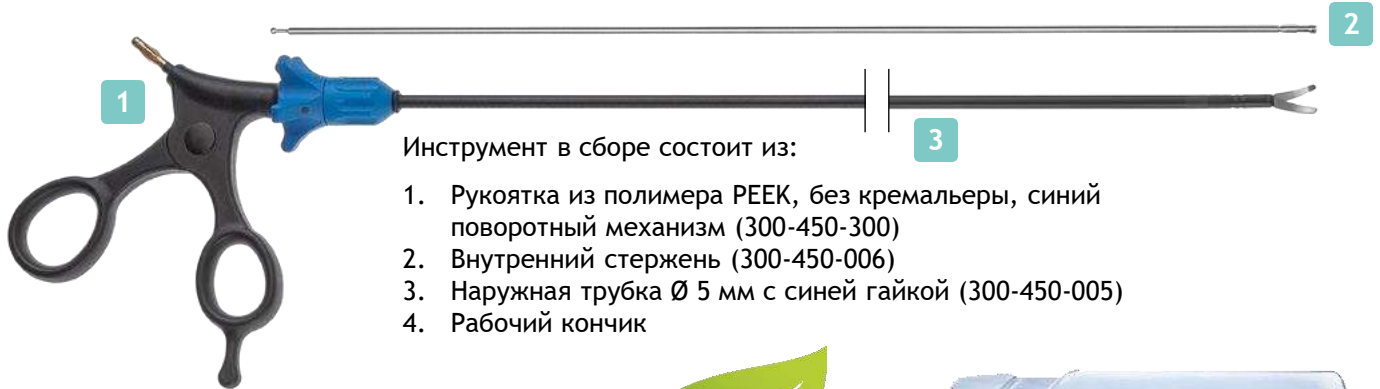 2
1
3
Инструмент в сборе состоит из:
1. Рукоятка из полимера PEEK, без кремальеры, синий
поворотный механизм (300-450-300)
2. Внутренний стержень (300-450-006)
3. Наружная трубка Ø 5 мм с синей гайкой (300-450-005)
4. Рабочий кончик